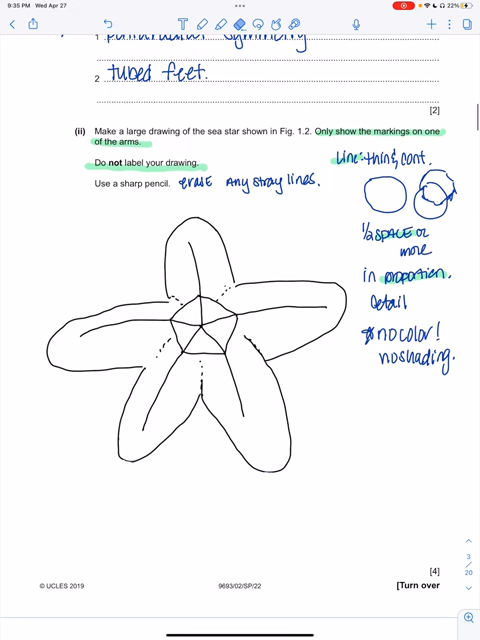 9:35 PM Wed Apr 27
22%
1 pentaradial symmetry
2 tubed feet.
[2]
(ii) Make a large drawing of the sea star shown in Fig. 1.2. Only show the markings on one
of the arms.
Do not label your drawing.
Use a sharp pencil. erase any stray lines.
Line: thin & cont.
1/2 SPACE or
more
in proportion.
detail
* no color!
no shading.
[4]
© UCLES 2019
9693/02/SP/22
[Turn over
3
/
20